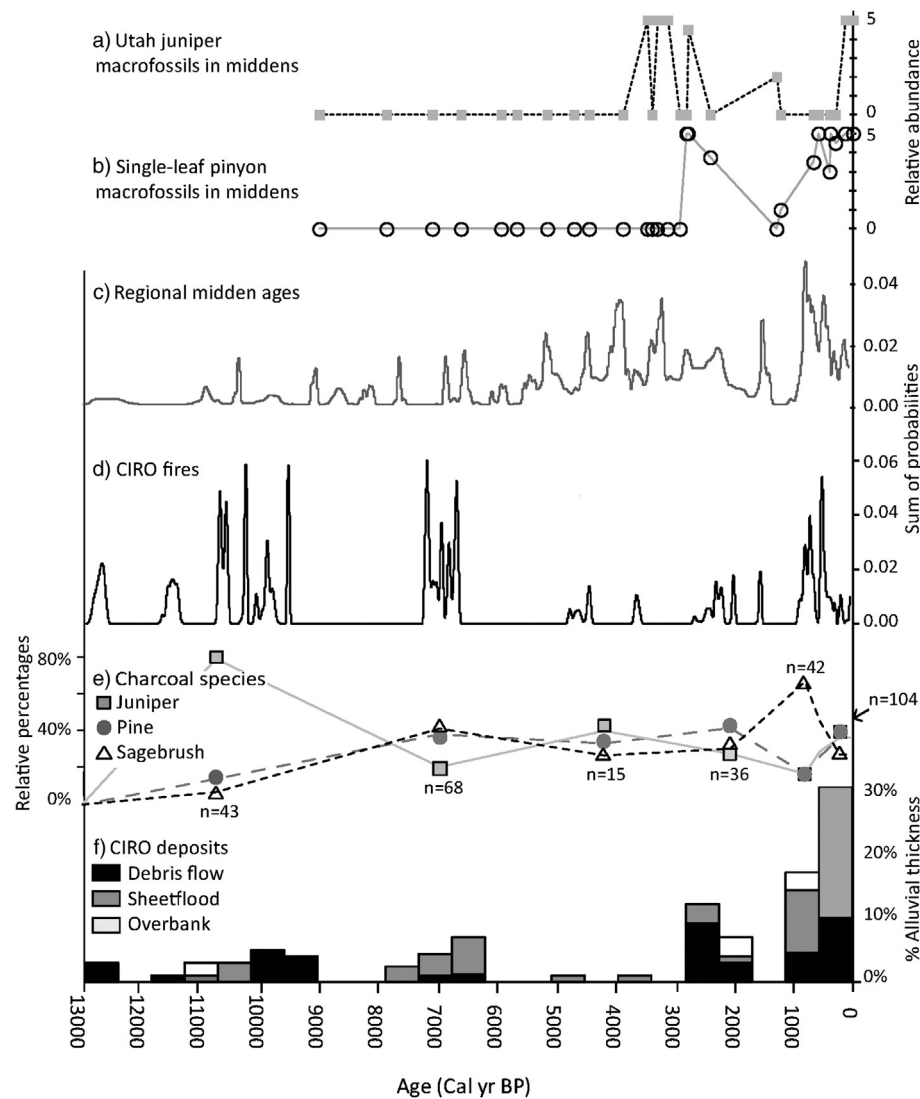 a) Utah juniper
macrofossils in middens
5
0
Relative abundance
b) Single-leaf pinyon
macrofossils in middens
5
0
c) Regional midden ages
0.04
0.02
0.00
Sum of probabilities
d) CIRO fires
0.06
0.04
0.02
0.00
Relative percentages
80%
40%
0%
e) Charcoal species
Juniper
Pine
Sagebrush
n=43
n=68
n=15
n=36
n=42
n=104
f) CIRO deposits
Debris flow
Sheetflood
Overbank
30%
20%
10%
0%
% Alluvial thickness
13000
12000
11000
10000
9000
8000
7000
6000
5000
4000
3000
2000
1000
0
Age (Cal yr BP)